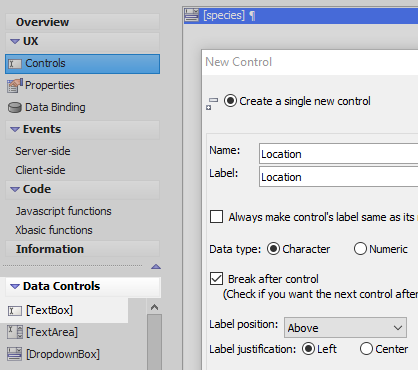 Overview
UX
Controls
Properties
Data Binding
Events
Server-side
Client-side
Code
Javascript functions
Xbasic functions
Information
Data Controls
[TextBox]
[TextArea]
[DropdownBox]
[species] ¶
New Control
Create a single new control
Name: Location
Label: Location
Always make control's label same as its
Data type: Character Numeric
Break after control
(Check if you want the next control after
Label position: Above
Label justification: Left Center